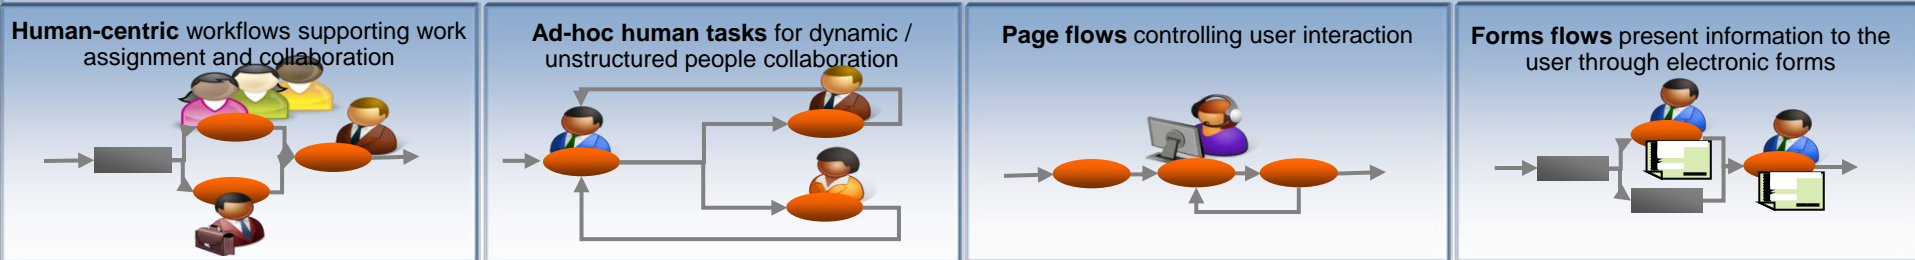 Human-centric workflows supporting work
assignment and collaboration
Ad-hoc human tasks for dynamic /
unstructured people collaboration
Page flows controlling user interaction
Forms flows present information to the
user through electronic forms